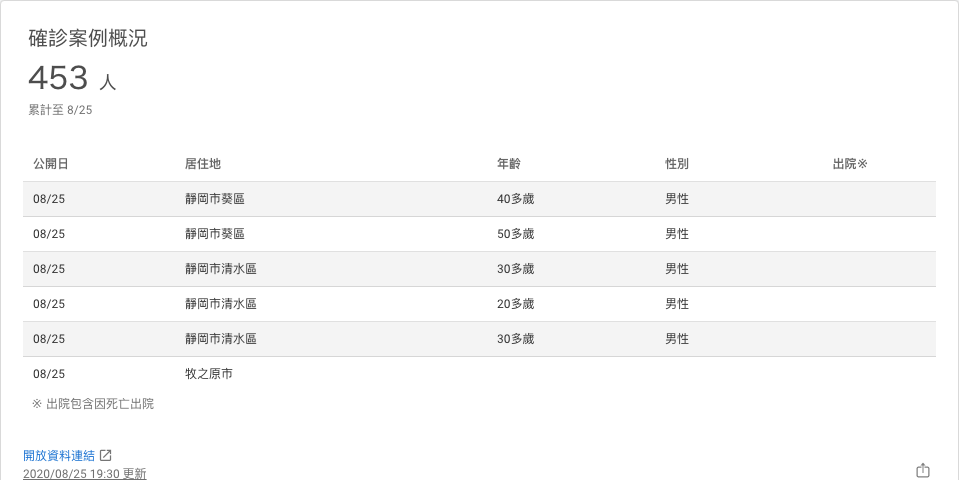 確診案例概況
453 人
累計至 8/25
公開日 居住地 年齡 性別 出院※
08/25 靜岡市葵區 40多歲 男性
08/25 靜岡市葵區 50多歲 男性
08/25 靜岡市清水區 30多歲 男性
08/25 靜岡市清水區 20多歲 男性
08/25 靜岡市清水區 30多歲 男性
08/25 牧之原市
※ 出院包含因死亡出院
開放資料連結
2020/08/25 19:30 更新